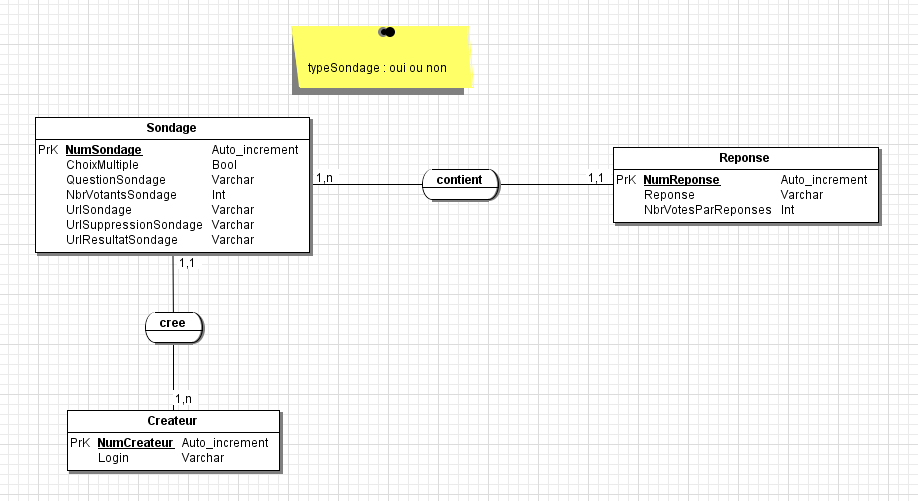 typeSondage : oui ou non
Sondage
PrK NumSondage Auto_increment
ChoixMultiple Bool
QuestionSondage Varchar
NbrVotantsSondage Int
UrlSondage Varchar
UrlSuppressionSondage Varchar
UrlResultatSondage Varchar
1,n
contient
1,1
Reponse
PrK NumReponse Auto_increment
Reponse Varchar
NbrVotesParReponses Int
1,1
cree
1,n
Createur
PrK NumCreateur Auto_increment
Login Varchar